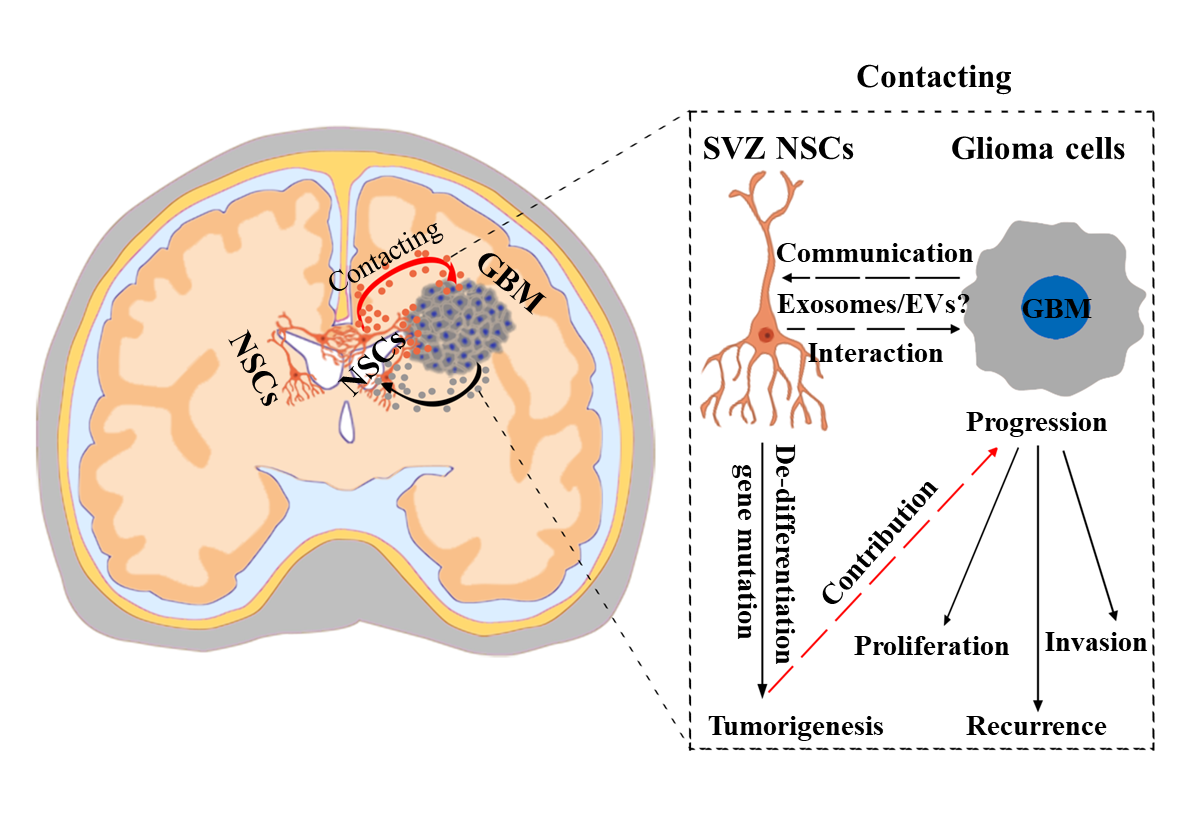 Contacting
SVZ NSCs
Glioma cells
Contacting
GBM
NSCs
NSCs
Communication
Exosomes/EVs?
Interaction
GBM
Progression
De-differentiation
gene mutation
Contribution
Proliferation
Invasion
Tumorigenesis
Recurrence